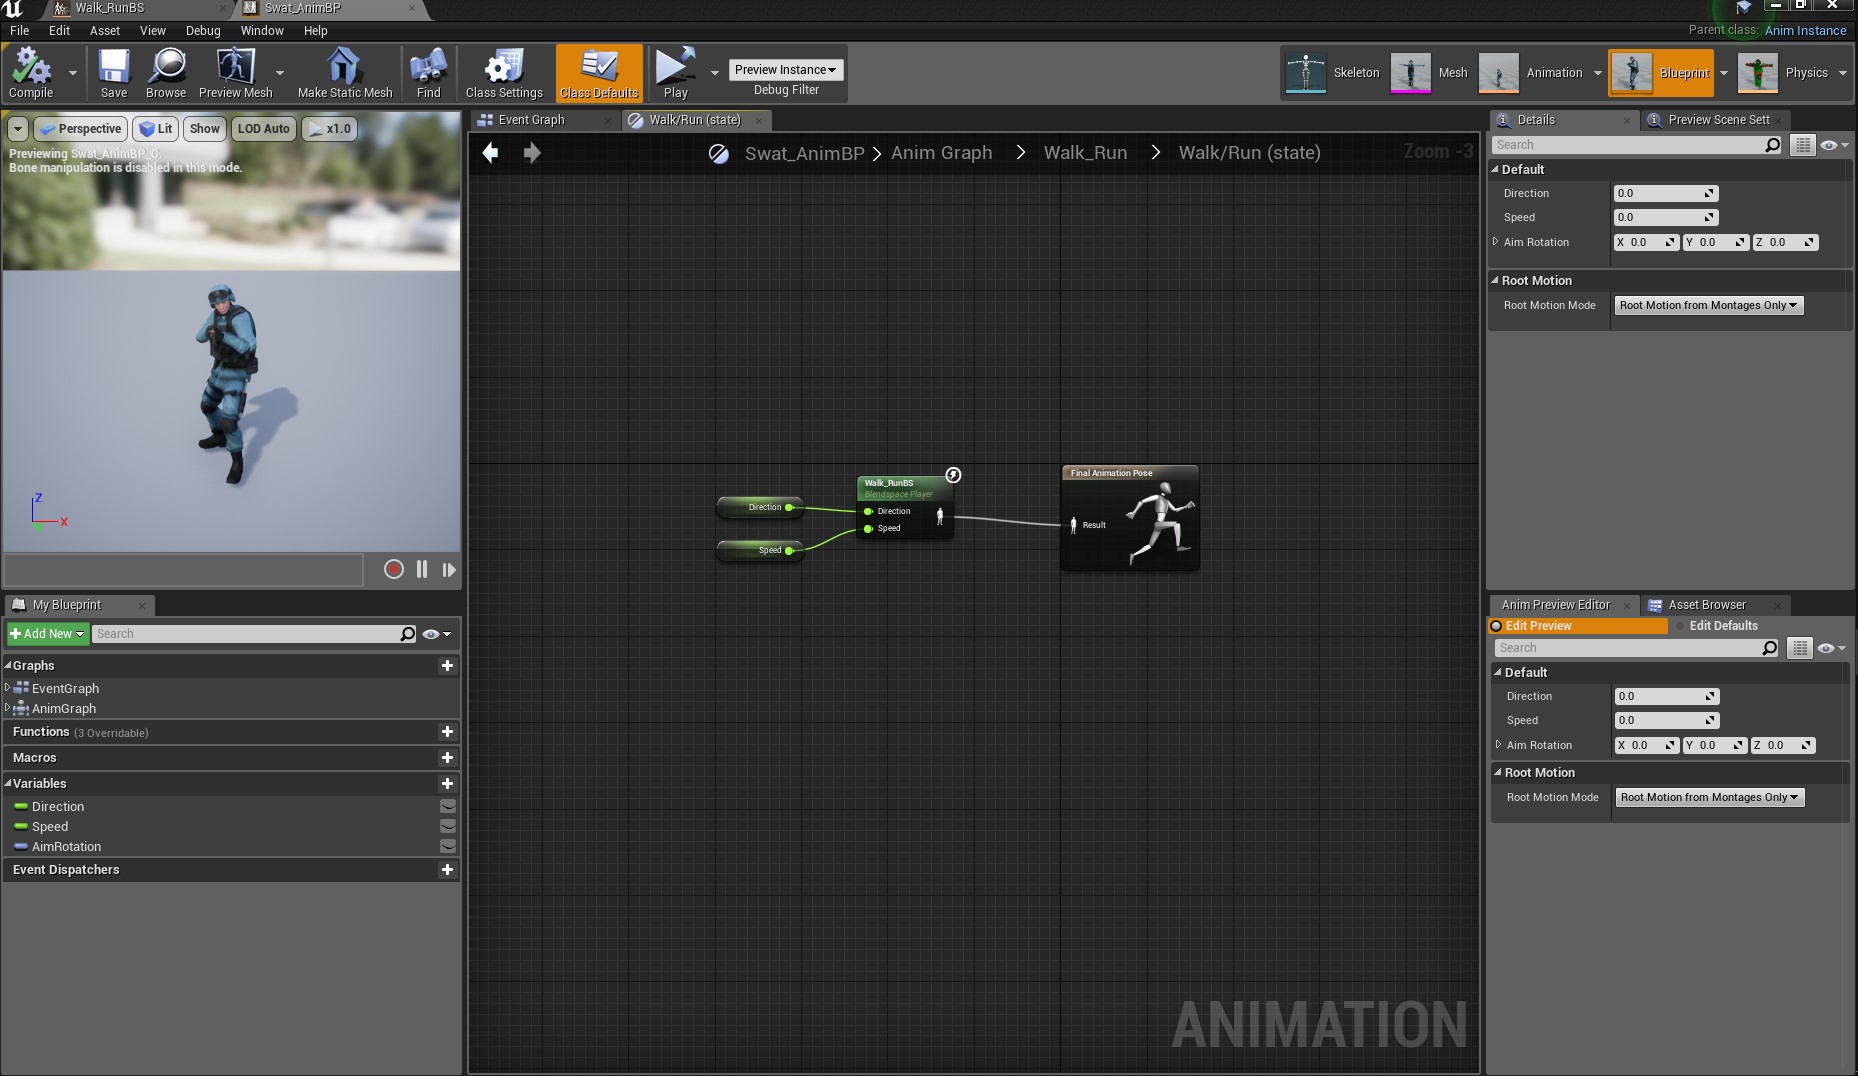 Walk_RunBS
Swat_AnimBP
File Edit Asset View Debug Window Help
Parent class: Anim Instance
Compile
Save
Browse
Preview Mesh
Make Static Mesh
Find
Class Settings
Class Defaults
Play
Preview Instance
Debug Filter
Skeleton
Mesh
Animation
Blueprint
Physics
Perspective
Lit
Show
LOD Auto
x1.0
Previewing Swat_AnimBP_C.
Bone manipulation is disabled in this mode.
Z
X
My Blueprint
Add New
Search
Graphs
EventGraph
AnimGraph
Functions (3 Overridable)
Macros
Variables
Direction
Speed
AimRotation
Event Dispatchers
Event Graph
Walk/Run (state)
Swat_AnimBP > Anim Graph > Walk_Run > Walk/Run (state)
Zoom -3
Direction
Speed
Walk_RunBS
Blendspace Player
Direction
Speed
Final Animation Pose
Result
ANIMATION
Details
Preview Scene Sett
Search
Default
Direction 0.0
Speed 0.0
Aim Rotation X 0.0 Y 0.0 Z 0.0
Root Motion
Root Motion Mode Root Motion from Montages Only
Anim Preview Editor
Asset Browser
Edit Preview
Edit Defaults
Search
Default
Direction 0.0
Speed 0.0
Aim Rotation X 0.0 Y 0.0 Z 0.0
Root Motion
Root Motion Mode Root Motion from Montages Only